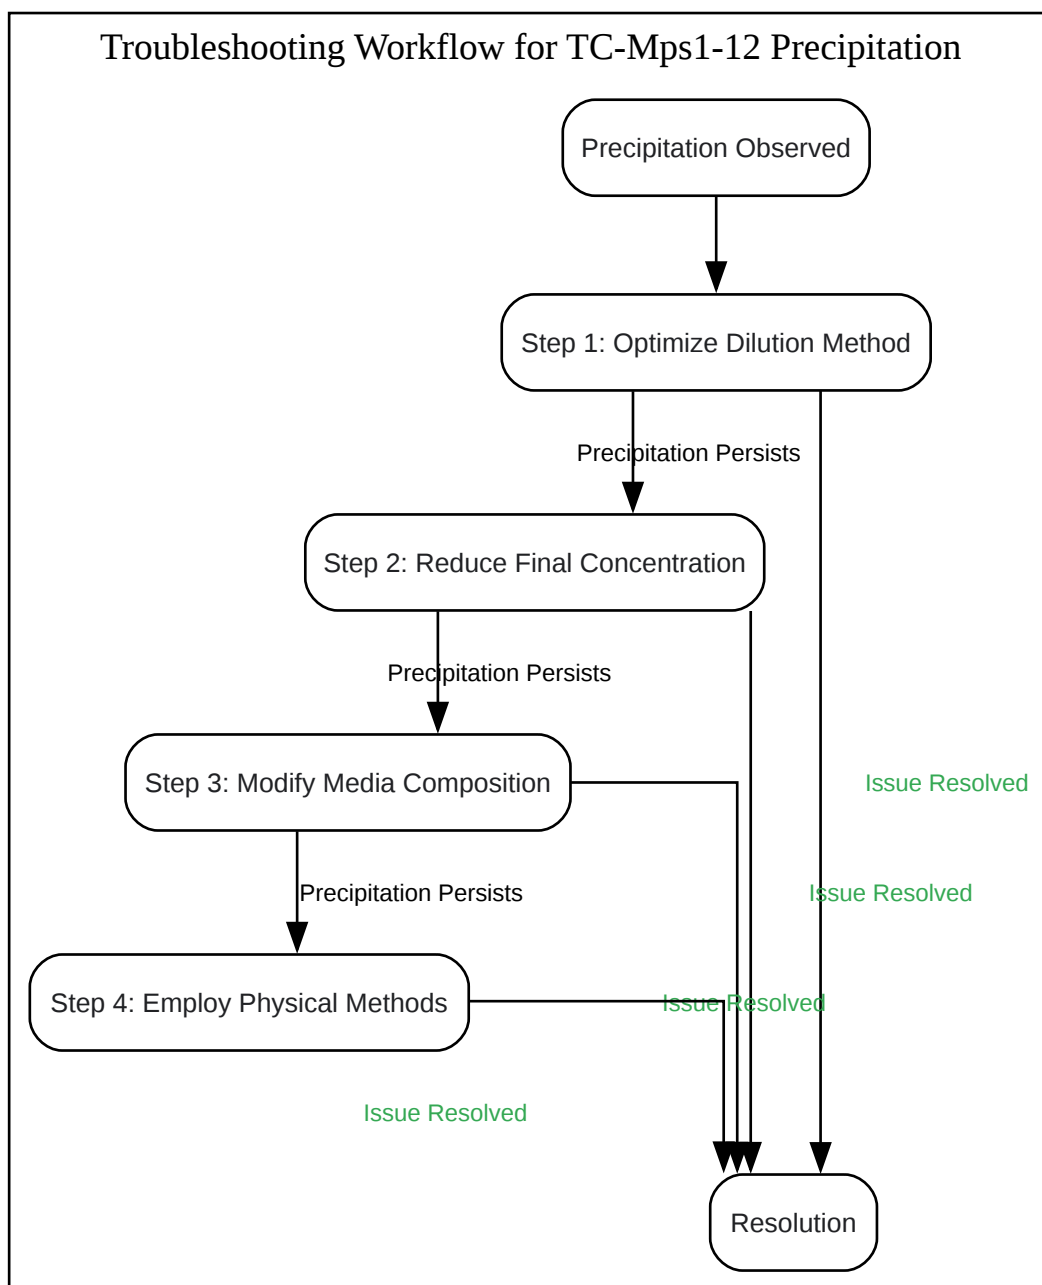 Troubleshooting Workflow for TC-Mps1-12 Precipitation
Precipitation Observed
Step 1: Optimize Dilution Method
Precipitation Persists
Step 2: Reduce Final Concentration
Precipitation Persists
Step 3: Modify Media Composition
Issue Resolved
Precipitation Persists
Issue Resolved
Step 4: Employ Physical Methods
Issue Resolved
Issue Resolved
Resolution